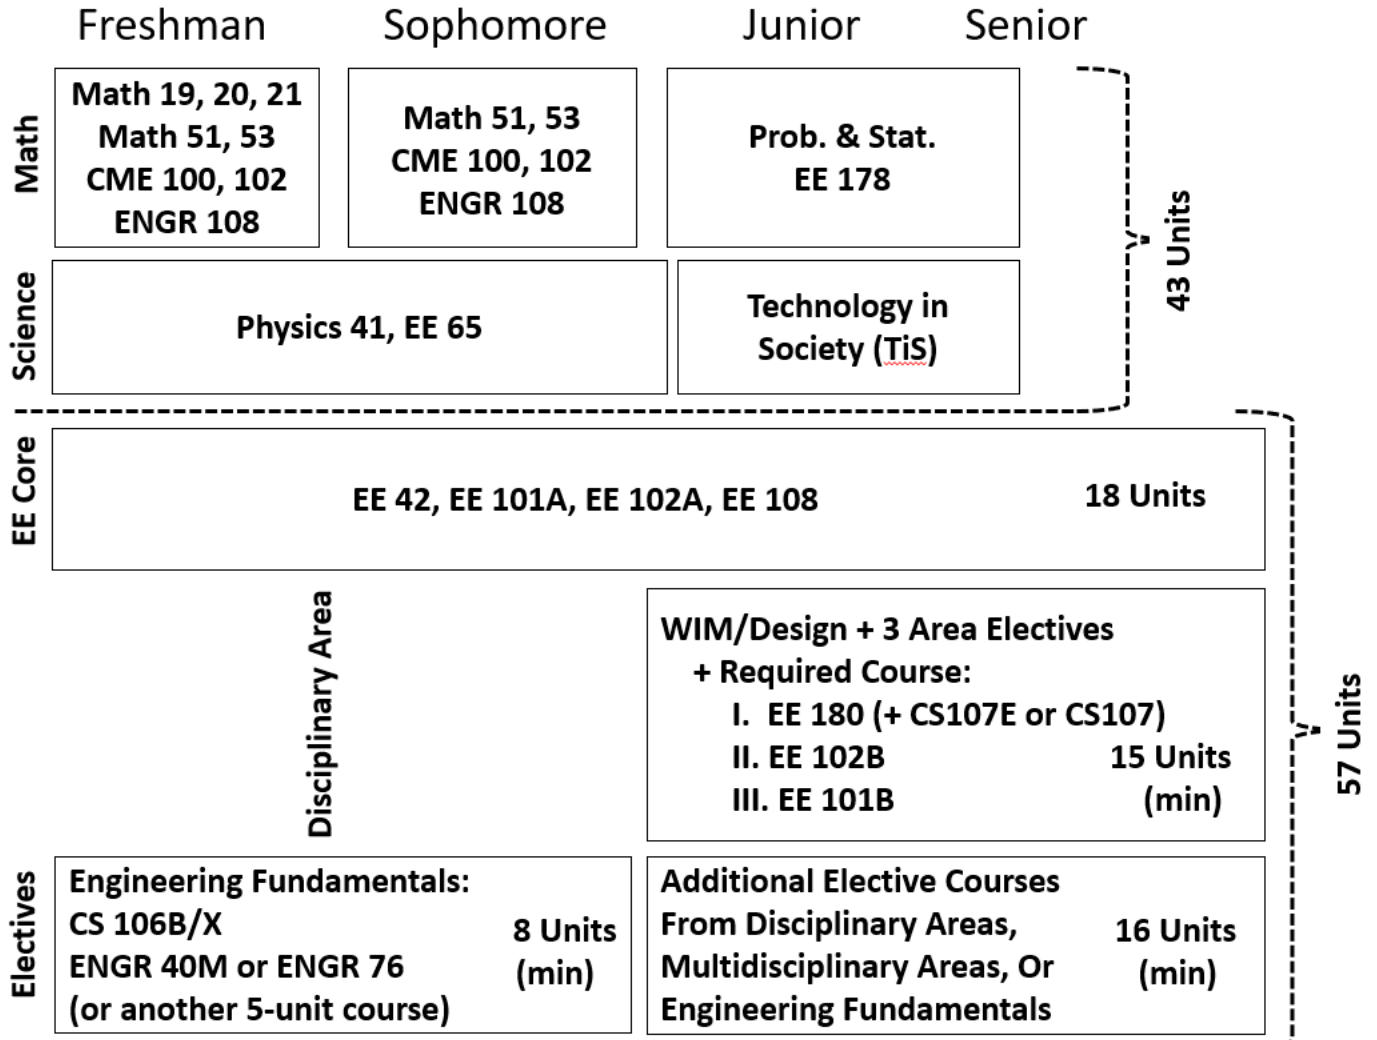 Freshman
Sophomore
Junior
Senior
Math
Math 19, 20, 21
Math 51, 53
CME 100, 102
ENGR 108
Math 51, 53
CME 100, 102
ENGR 108
Prob. & Stat.
EE 178
43 Units
Science
Physics 41, EE 65
Technology in
Society (TiS)
EE Core
EE 42, EE 101A, EE 102A, EE 108
18 Units
57 Units
Disciplinary Area
WIM/Design + 3 Area Electives
+ Required Course:
I. EE 180 (+ CS107E or CS107)
II. EE 102B
III. EE 101B
15 Units
(min)
Electives
Engineering Fundamentals:
CS 106B/X
ENGR 40M or ENGR 76
(or another 5-unit course)
8 Units
(min)
Additional Elective Courses
From Disciplinary Areas,
Multidisciplinary Areas, Or
Engineering Fundamentals
16 Units
(min)